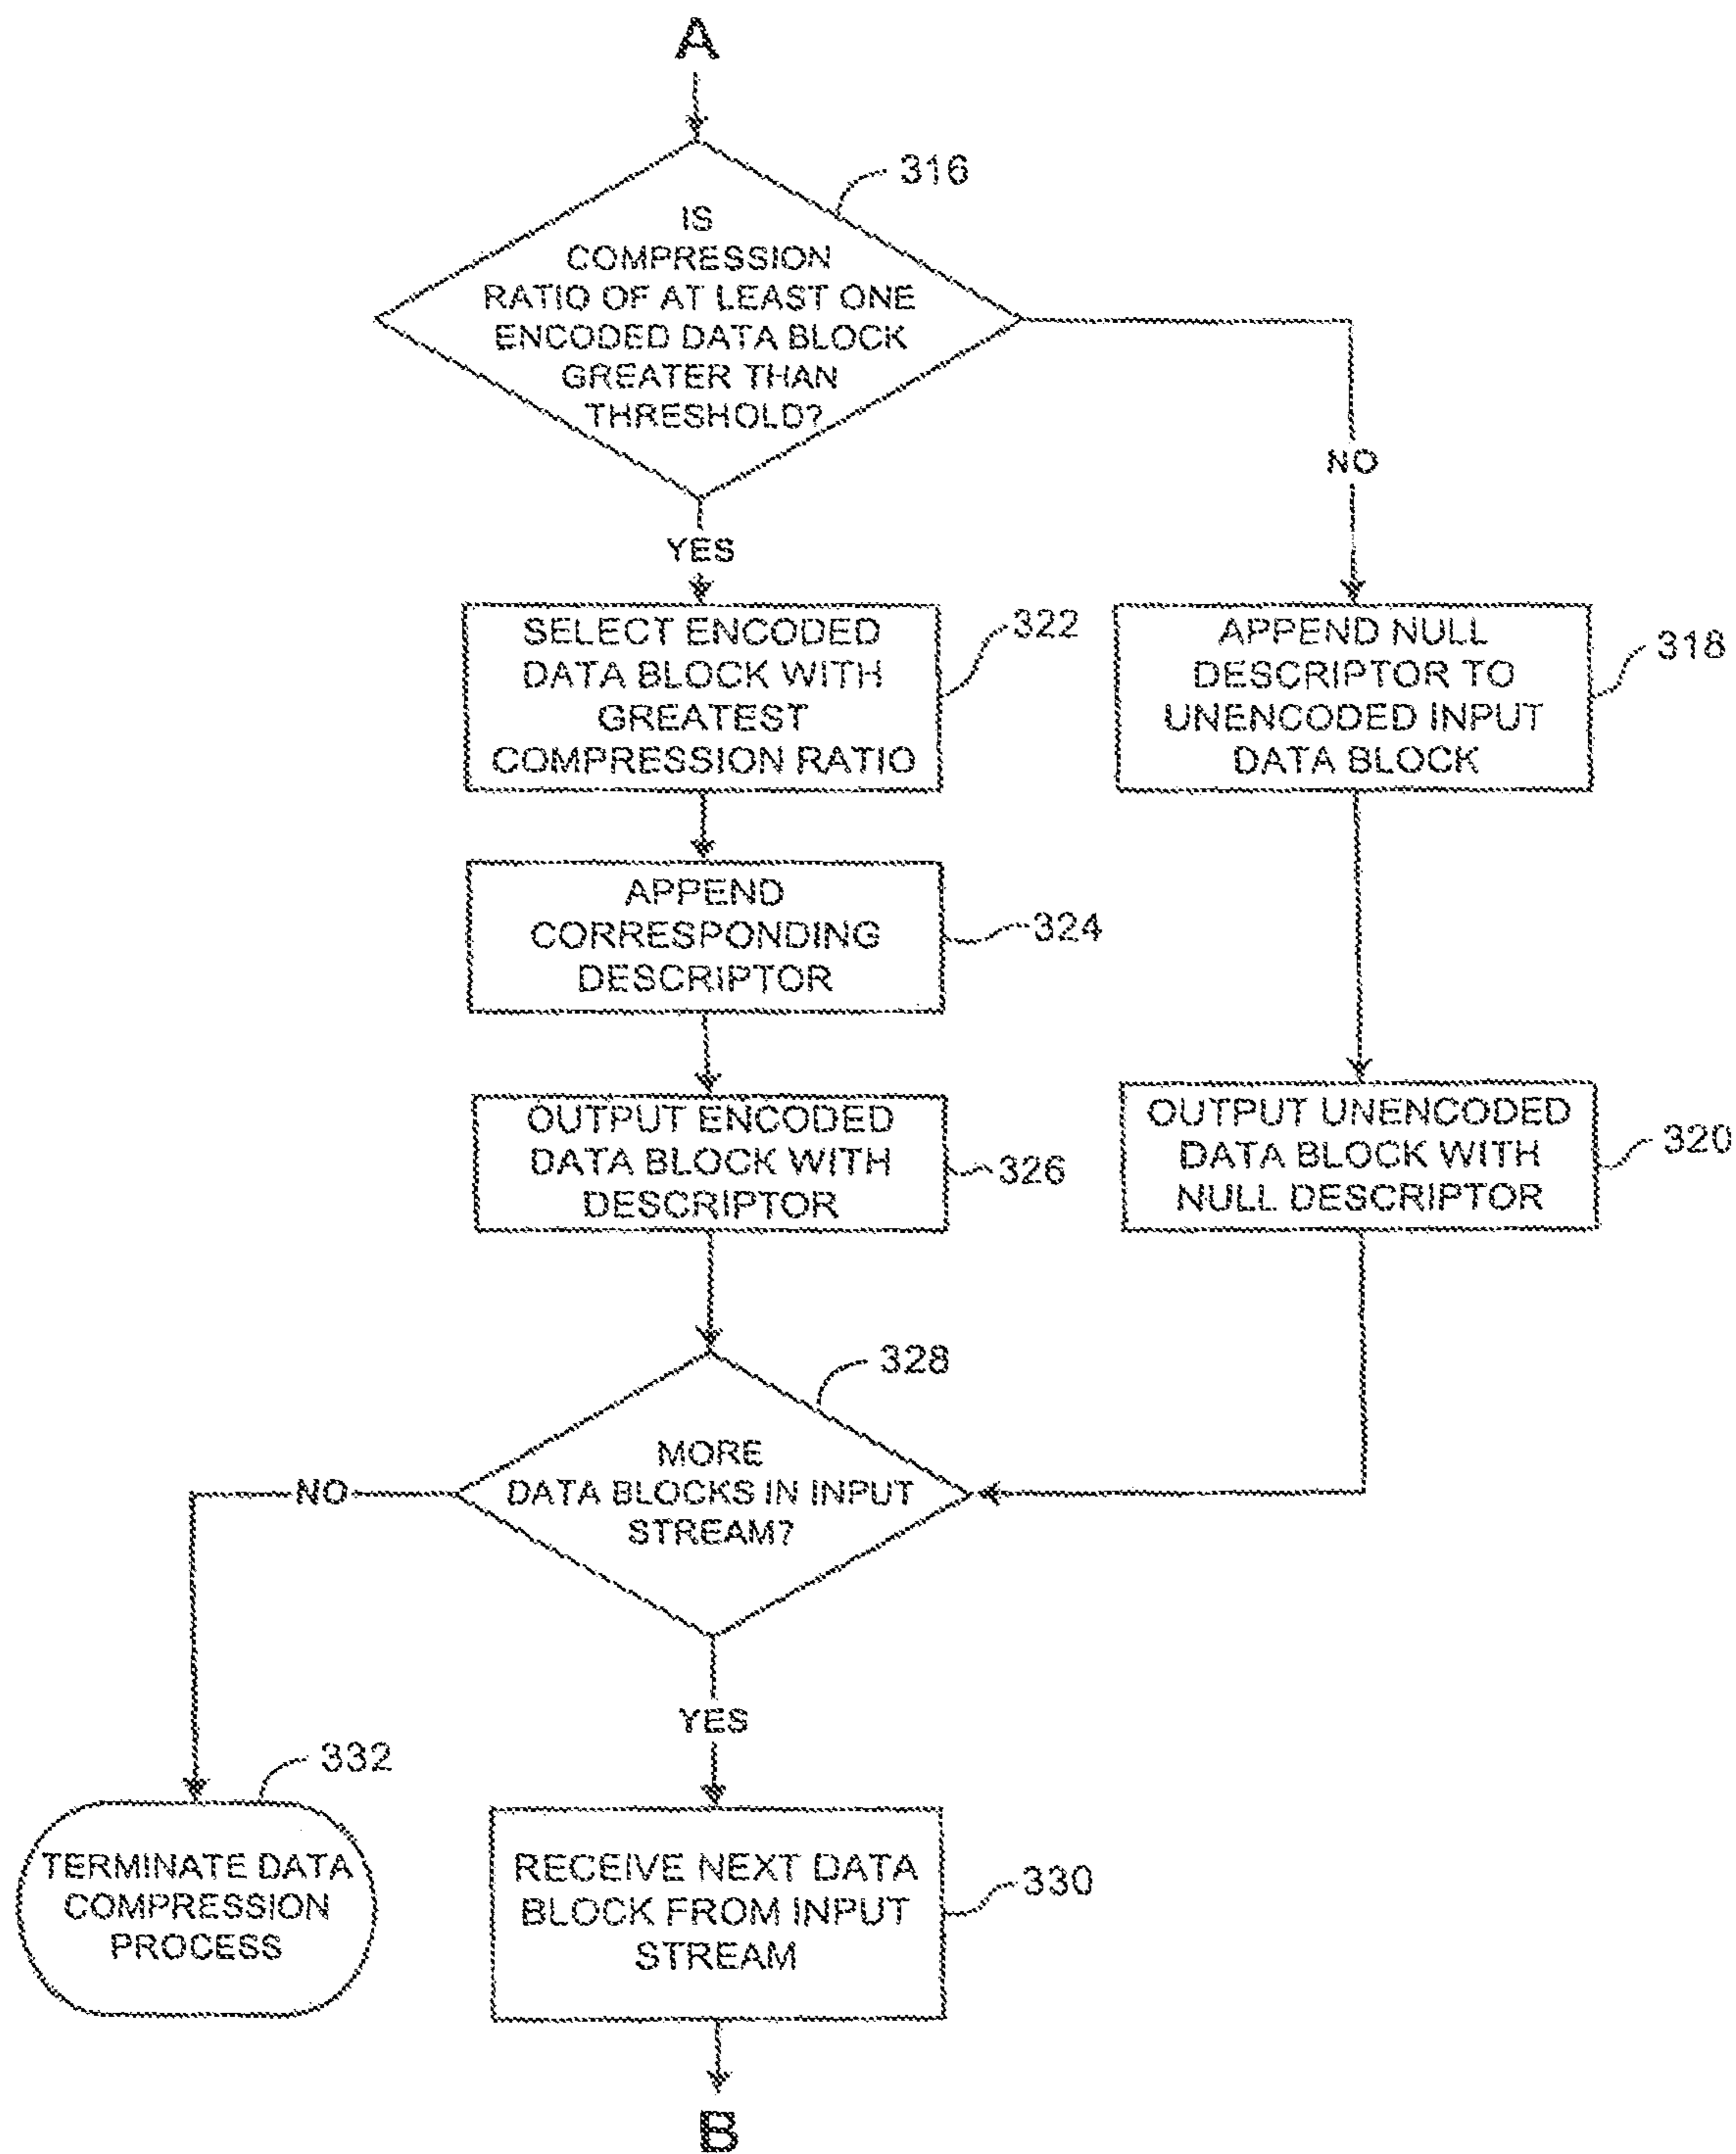 A
316
IS
COMPRESSION
RATIO OF AT LEAST ONE
ENCODED DATA BLOCK
GREATER THAN
THRESHOLD?
NO
YES
SELECT ENCODED
DATA BLOCK WITH
GREATEST
COMPRESSION RATIO
322
APPEND NULL
DESCRIPTOR TO
UNENCODED INPUT
DATA BLOCK
318
APPEND
CORRESPONDING
DESCRIPTOR
324
OUTPUT ENCODED
DATA BLOCK WITH
DESCRIPTOR
326
OUTPUT UNENCODED
DATA BLOCK WITH
NULL DESCRIPTOR
320
328
MORE
DATA BLOCKS IN INPUT
STREAM?
NO
YES
332
TERMINATE DATA
COMPRESSION
PROCESS
RECEIVE NEXT DATA
BLOCK FROM INPUT
STREAM
330
B